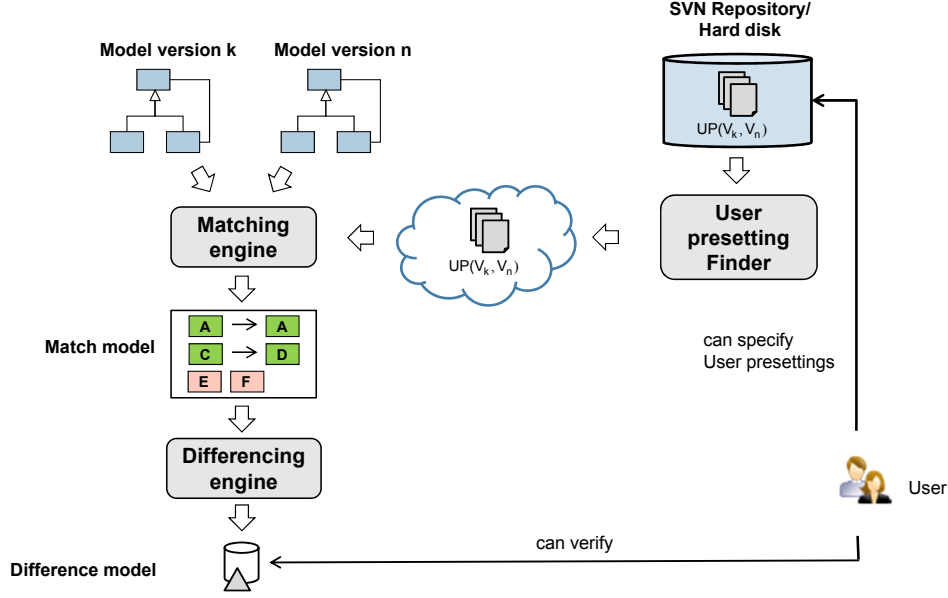 SVN Repository/
Hard disk
Model version k
Model version n
UP(Vk, Vn)
Matching
engine
UP(Vk, Vn)
User
presetting
Finder
Match model
A
A
C
D
E
F
can specify
User presettings
Differencing
engine
User
can verify
Difference model